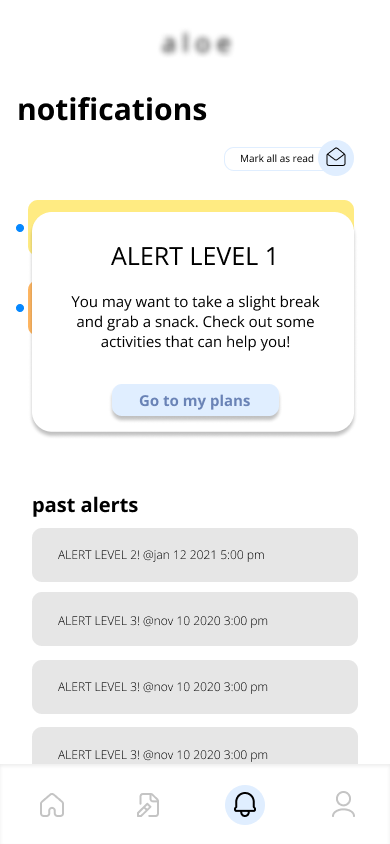 aloe
notifications
Mark all as read
ALERT LEVEL 1
You may want to take a slight break
and grab a snack. Check out some
activities that can help you!
Go to my plans
past alerts
ALERT LEVEL 2! @jan 12 2021 5:00 pm
ALERT LEVEL 3! @nov 10 2020 3:00 pm
ALERT LEVEL 3! @nov 10 2020 3:00 pm
ALERT LEVEL 3! @nov 10 2020 3:00 pm